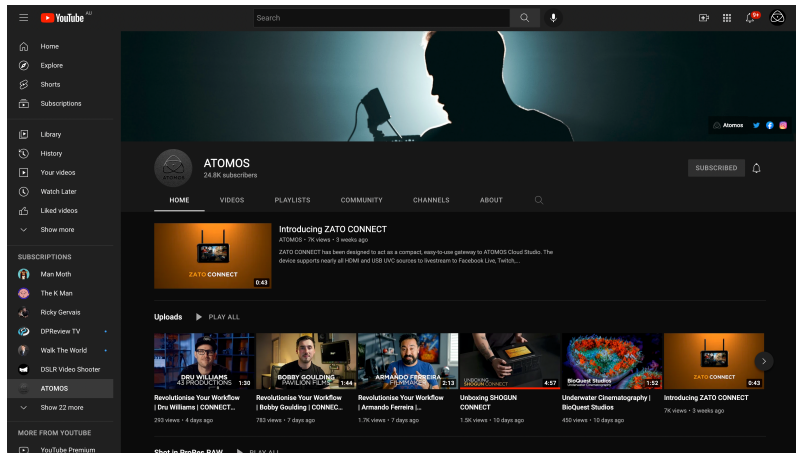 YouTube AU
Search
9+
Home
Explore
Shorts
Subscriptions
Library
History
Your videos
Watch Later
Liked videos
Show more
SUBSCRIPTIONS
Man Moth
The K Man
Ricky Gervais
DPReview TV
Walk The World
DSLR Video Shooter
ATOMOS
Show 22 more
MORE FROM YOUTUBE
YouTube Premium
Atomos
ATOMOS
ATOMOS
24.8K subscribers
SUBSCRIBED
HOME VIDEOS PLAYLISTS COMMUNITY CHANNELS ABOUT
ZATO CONNECT
0:43
Introducing ZATO CONNECT
ATOMOS • 7K views • 3 weeks ago
ZATO CONNECT has been designed to act as a compact, easy-to-use gateway to ATOMOS Cloud Studio. The
device supports nearly all HDMI and USB UVC sources to livestream to Facebook Live, Twitch,...
Uploads PLAY ALL
DRU WILLIAMS
43 PRODUCTIONS
1:30
Revolutionise Your Workflow
| Dru Williams | CONNECT...
293 views • 4 days ago
BOBBY GOULDING
PAVILION FILMS
1:44
Revolutionise Your Workflow
| Bobby Goulding | CONNEC...
783 views • 7 days ago
ARMANDO FERREIRA
FILMMAKER
2:13
Revolutionise Your Workflow
| Armando Ferreira |...
1.7K views • 7 days ago
UNBOXING
SHOGUN CONNECT
4:57
Unboxing SHOGUN
CONNECT
1.5K views • 10 days ago
BioQuest Studios
Underwater Cinematography
1:52
Underwater Cinematography |
BioQuest Studios
450 views • 10 days ago
ZATO CONNECT
0:43
Introducing ZATO CONNECT
7K views • 3 weeks ago
Shot in ProRes RAW PLAY ALL